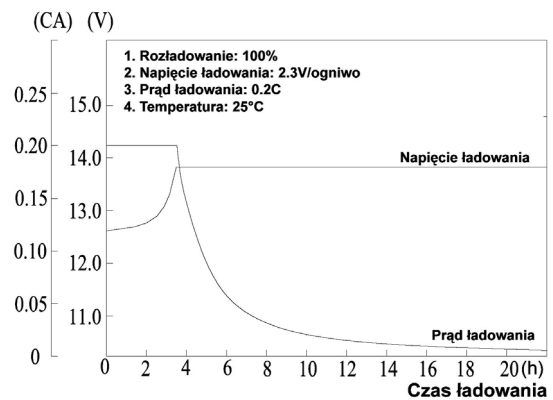 (CA) (V)
1. Rozładowanie: 100%
2. Napięcie ładowania: 2.3V/ogniwo
3. Prąd ładowania: 0.2C
4. Temperatura: 25°C
0.25
0.20
0.15
0.10
0.05
0
15.0
14.0
13.0
12.0
11.0
Napięcie ładowania
Prąd ładowania
0 2 4 6 8 10 12 14 16 18 20 (h)
Czas ładowania